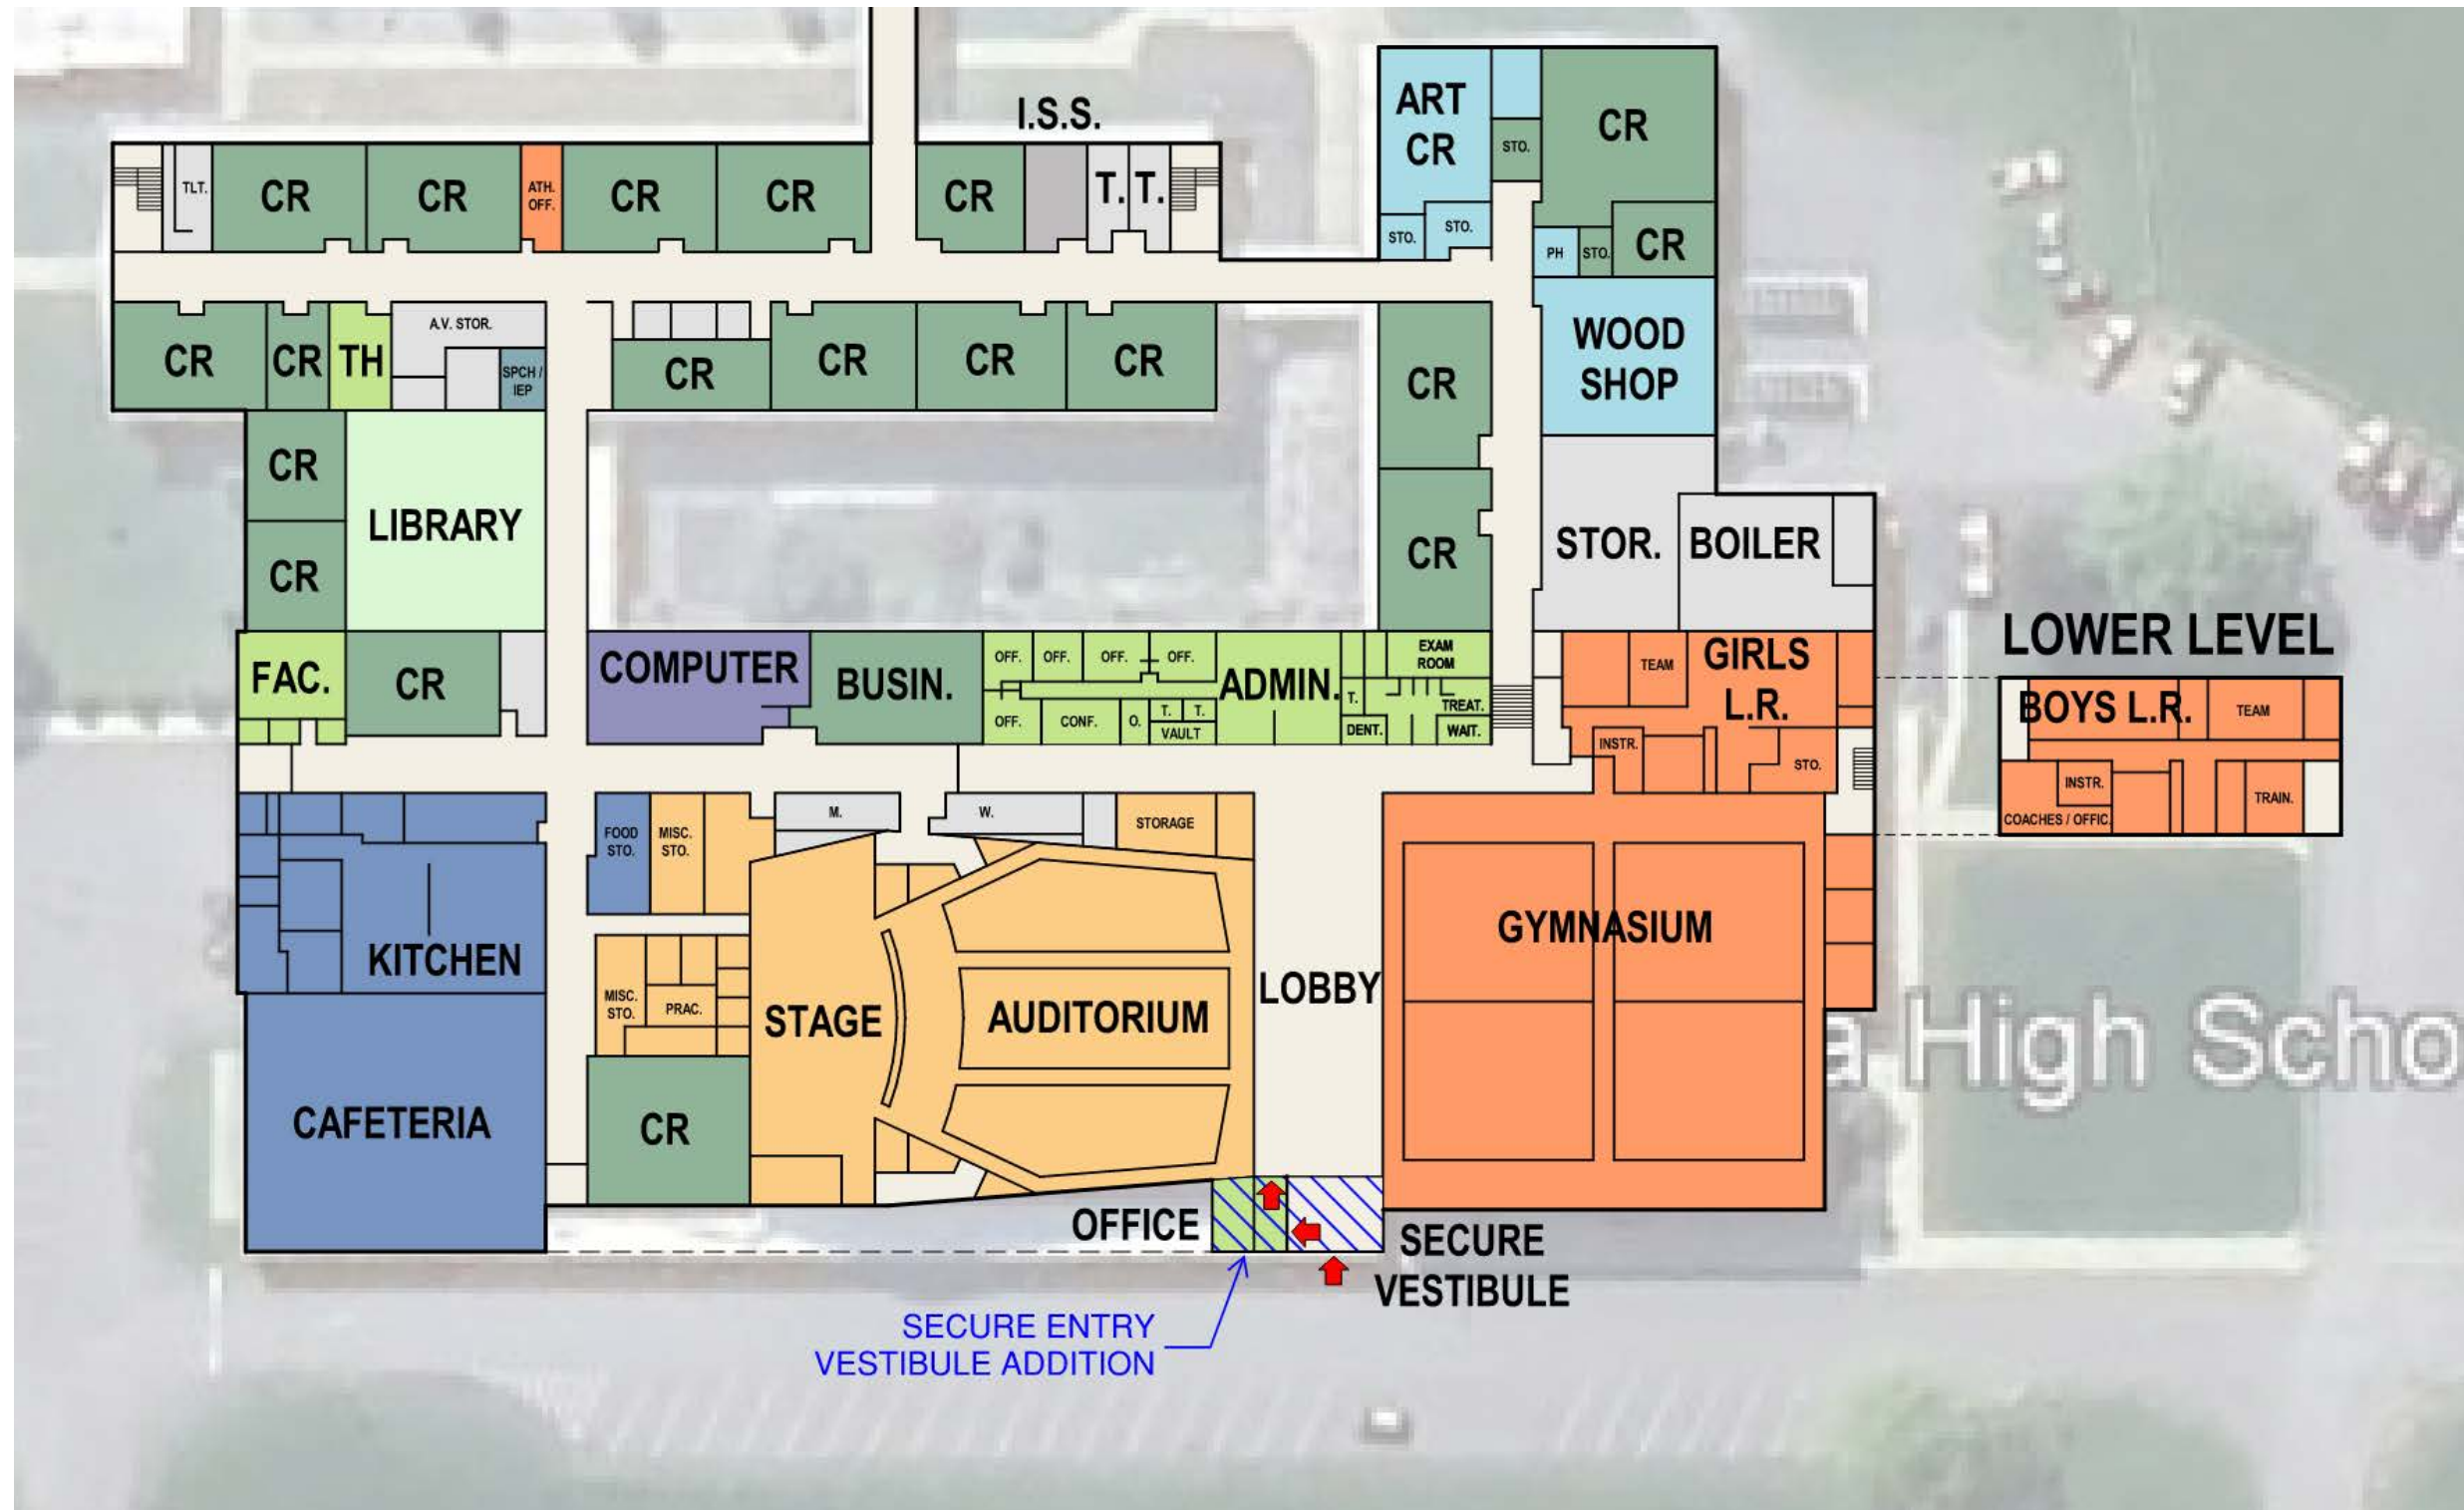 I.S.S.
ART
CR
STO.
CR
TLT.
CR
CR
ATH.
OFF.
CR
CR
CR
T.
T.
STO.
STO.
PH
STO.
CR
CR
CR
TH
A.V. STOR.
SPCH /
IEP
CR
CR
CR
CR
CR
WOOD
SHOP
CR
LIBRARY
CR
CR
STOR.
BOILER
FAC.
CR
COMPUTER
BUSIN.
OFF.
OFF.
OFF.
OFF.
OFF.
CONF.
O.
T.
T.
VAULT
ADMIN.
EXAM
ROOM
T.
TREAT.
DENT.
WAIT.
TEAM
GIRLS
L.R.
INSTR.
STO.
LOWER LEVEL
BOYS L.R.
TEAM
INSTR.
COACHES / OFFIC.
TRAIN.
FOOD
STO.
MISC.
STO.
M.
W.
STORAGE
KITCHEN
MISC.
STO.
PRAC.
STAGE
AUDITORIUM
LOBBY
GYMNASIUM
a High Scho
CAFETERIA
CR
OFFICE
SECURE
VESTIBULE
SECURE ENTRY
VESTIBULE ADDITION